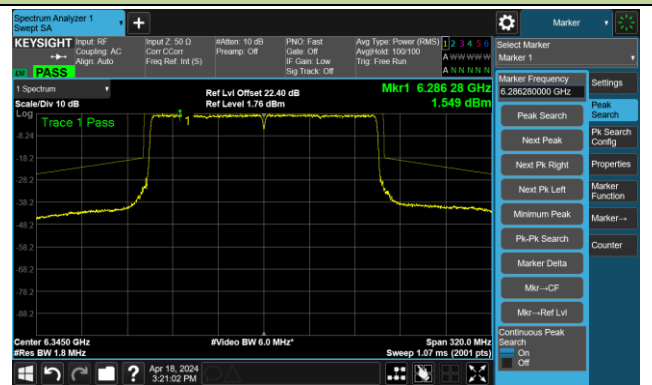 Spectrum Analyzer 1
Swept SA
Marker
KEYSIGHT
Input: RF
Coupling: AC
Align: Auto
Input Z: 50 Ω
Corr CCorr
Freq Ref: Int (S)
#Atten: 10 dB
Preamp: Off
PNO: Fast
Gate: Off
IF Gain: Low
Sig Track: Off
Avg Type: Power (RMS)
Avg|Hold: 100/100
Trig: Free Run
1 2 3 4 5 6
A W W W W W
A N N N N N
LW PASS
Select Marker
Marker 1
1 Spectrum
Scale/Div 10 dB
Ref Lvl Offset 22.40 dB
Ref Level 1.76 dBm
Mkr1 6.286 28 GHz
1.549 dBm
Log
Trace 1 Pass
1
-8.24
-18.2
-28.2
-38.2
-48.2
-58.2
-68.2
-78.2
-88.2
Center 6.3450 GHz
#Res BW 1.8 MHz
#Video BW 6.0 MHz*
Span 320.0 MHz
Sweep 1.07 ms (2001 pts)
Marker Frequency
6.286280000 GHz
Peak Search
Next Peak
Next Pk Right
Next Pk Left
Minimum Peak
Pk-Pk Search
Marker Delta
Mkr→CF
Mkr→Ref Lvl
Continuous Peak
Search
On
Off
Settings
Peak
Search
Pk Search
Config
Properties
Marker
Function
Marker→
Counter
?
Apr 18, 2024
3:21:02 PM